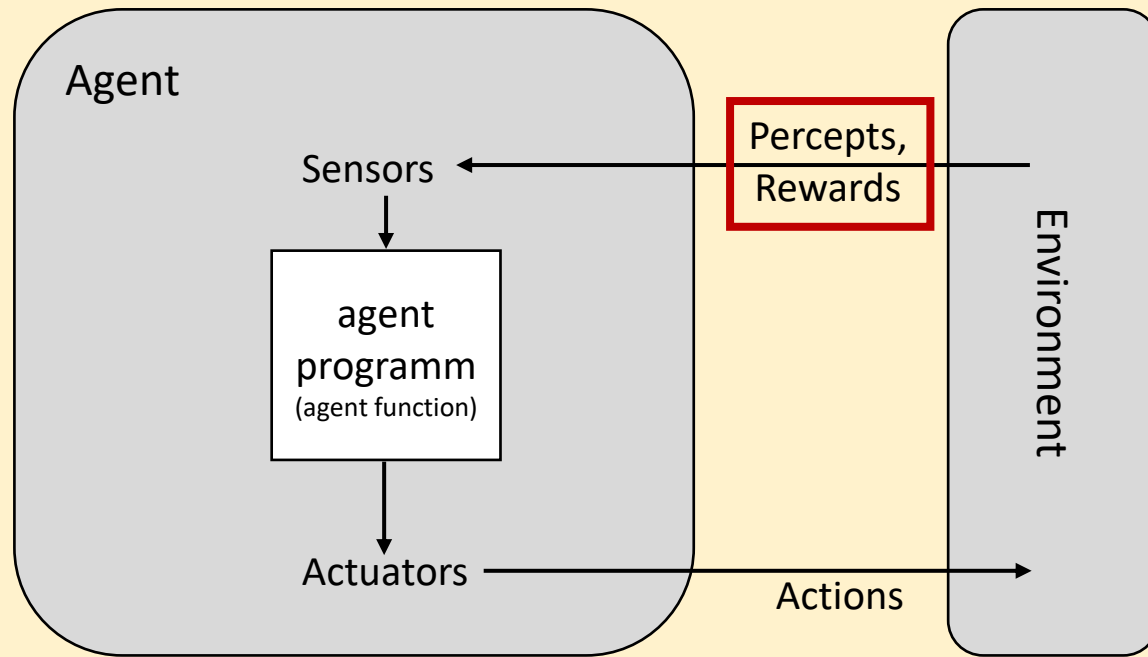 Agent
Percepts,
Rewards
Sensors
agent
programm
(agent function)
Environment
Actuators
Actions